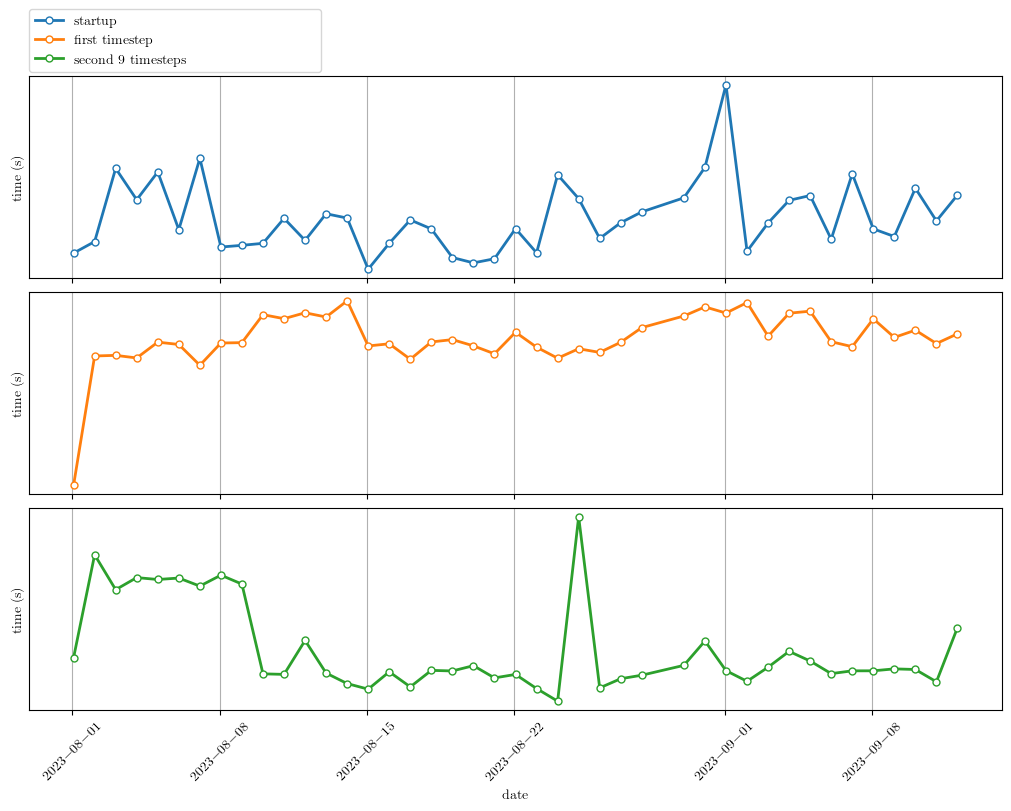 startup
first timestep
second 9 timesteps
time (s)
time (s)
time (s)
2023−08−01
2023−08−08
2023−08−15
2023−08−22
2023−09−01
2023−09−08
date